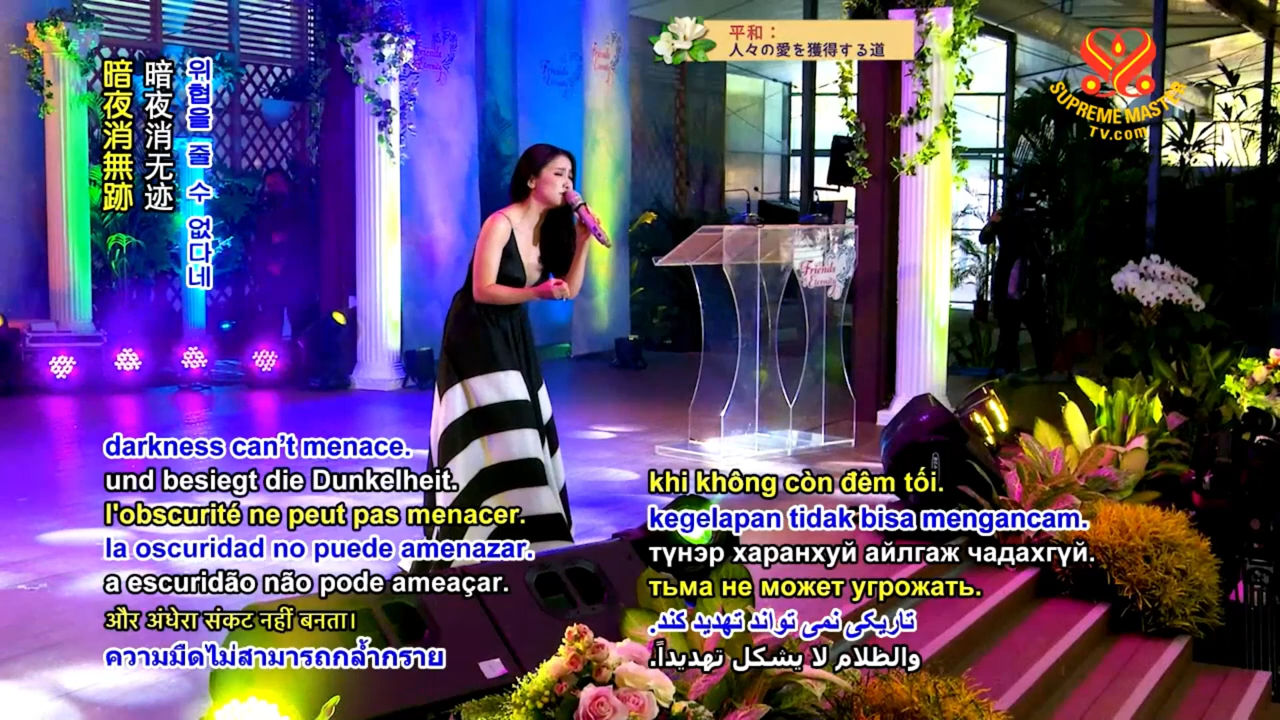 平和：
人々の愛を獲得する道
SUPREME MASTER
TV.com
위협을 줄 수 없다네
暗夜消无迹
暗夜消無跡
Friends
Eternity
darkness can't menace.
und besiegt die Dunkelheit.
l'obscurité ne peut pas menacer.
la oscuridad no puede amenazar.
a escuridão não pode ameaçar.
और अंधेरा संकट नहीं बनता।
ความมืดไม่สามารถกล้ำกราย
khi không còn đêm tối.
kegelapan tidak bisa mengancam.
түнэр харанхуй айлгаж чадахгүй.
тьма не может угрожать.
تاریکی نمی تواند تهدید کند.
والظلام لا يشكل تهديداً.